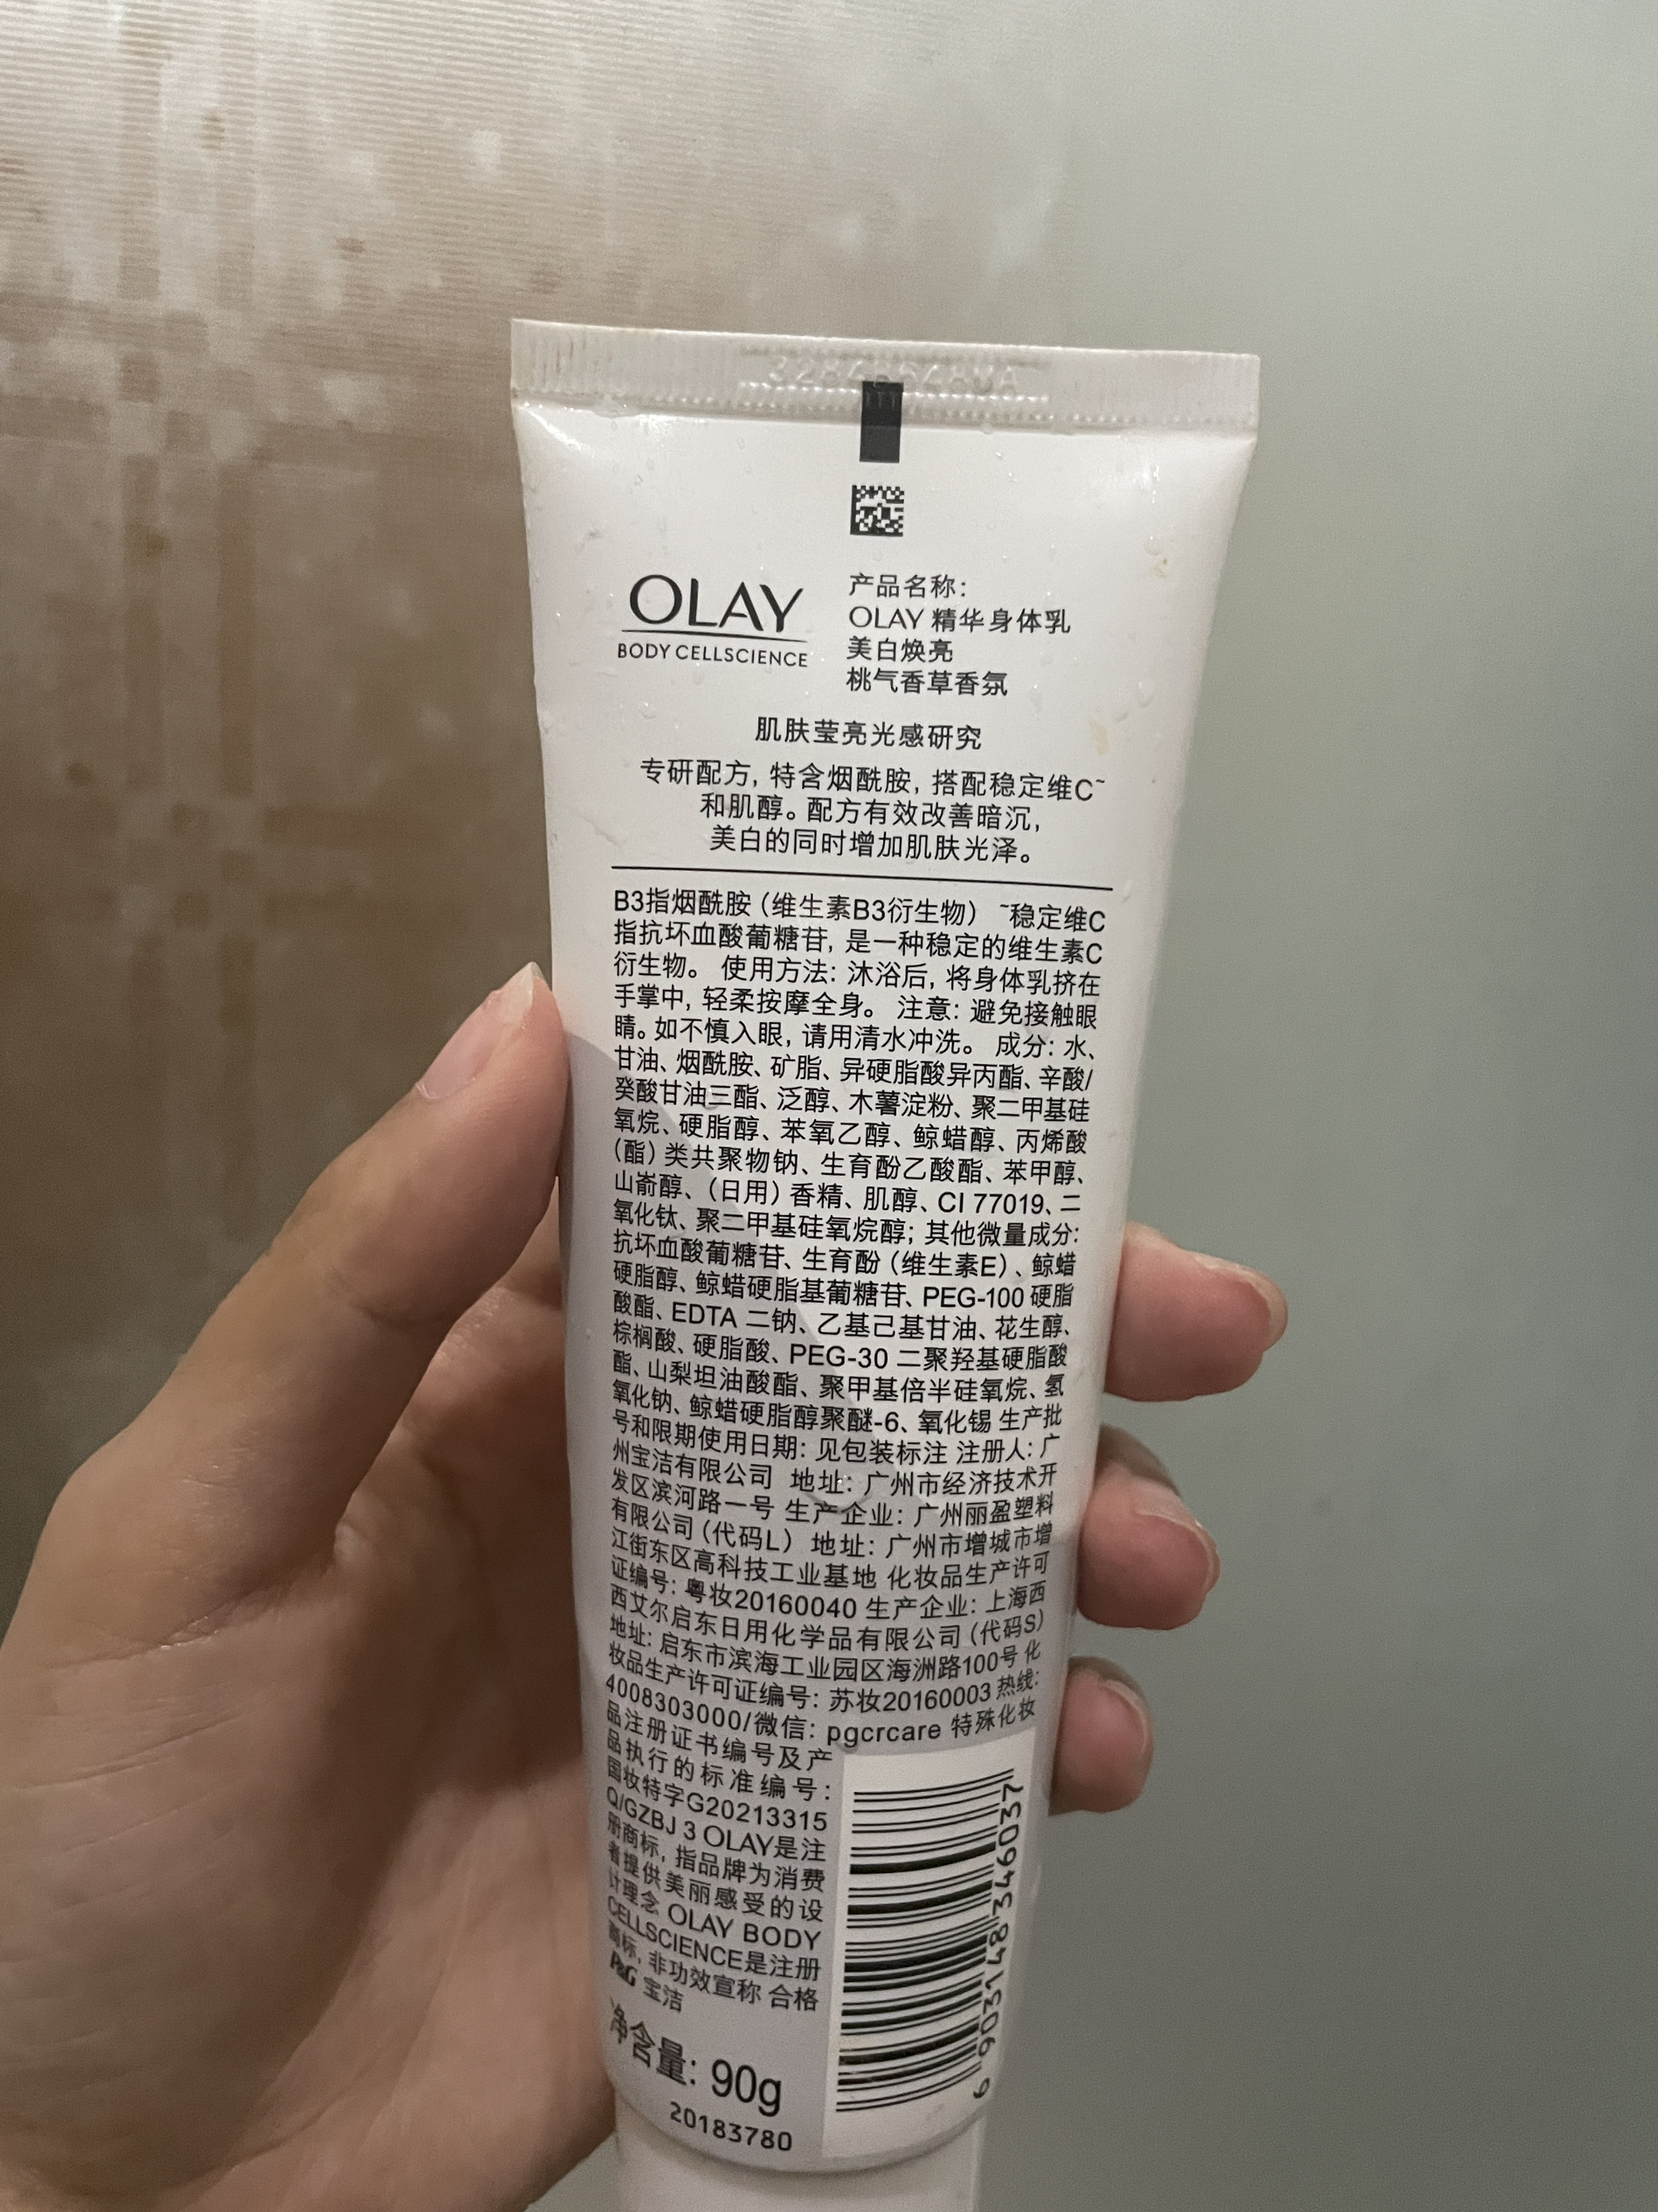 OLAY
BODY CELLSCIENCE
产品名称:
OLAY 精华身体乳
美白焕亮
桃气香草香氛
肌肤莹亮光感研究
专研配方, 特含烟酰胺, 搭配稳定维C~
和肌醇。配方有效改善暗沉,
美白的同时增加肌肤光泽。
B3指烟酰胺 (维生素B3衍生物) ~稳定维C
指抗坏血酸葡糖苷, 是一种稳定的维生素C
衍生物。 使用方法: 沐浴后, 将身体乳挤在
手掌中, 轻柔按摩全身。 注意: 避免接触眼
睛。如不慎入眼, 请用清水冲洗。 成分: 水、
甘油、烟酰胺、矿脂、异硬脂酸异丙酯、辛酸/
癸酸甘油三酯、泛醇、木薯淀粉、聚二甲基硅
氧烷、硬脂醇、苯氧乙醇、鲸蜡醇、丙烯酸
(酯) 类共聚物钠、生育酚乙酸酯、苯甲醇、
山嵛醇、(日用) 香精、肌醇、CI 77019、二
氧化钛、聚二甲基硅氧烷醇; 其他微量成分:
抗坏血酸葡糖苷、生育酚 (维生素E)、鲸蜡
硬脂醇、鲸蜡硬脂基葡糖苷、PEG-100 硬脂
酸酯、EDTA 二钠、乙基己基甘油、花生醇、
棕榈酸、硬脂酸、PEG-30 二聚羟基硬脂酸
酯、山梨坦油酸酯、聚甲基倍半硅氧烷、氢
氧化钠、鲸蜡硬脂醇聚醚-6、氧化锡 生产批
号和限期使用日期: 见包装标注 注册人: 广
州宝洁有限公司 地址: 广州市经济技术开
发区滨河路一号 生产企业: 广州丽盈塑料
有限公司 (代码L) 地址: 广州市增城市增
江街东区高科技工业基地 化妆品生产许可
证编号: 粤妆20160040 生产企业: 上海西
西艾尔启东日用化学品有限公司 (代码S)
地址: 启东市滨海工业园区海洲路100号 化
妆品生产许可证编号: 苏妆20160003 热线:
4008303000/微信: pgcrcare 特殊化妆
品注册证书编号及产
品执行的标准编号:
国妆特字G20213315
Q/GZBJ 3 OLAY是注
册商标, 指品牌为消费
者提供美丽感受的设
计理念 OLAY BODY
CELLSCIENCE是注册
商标, 非功效宣称 合格
P&G 宝洁
6 903148 346037
净含量: 90g
20183780